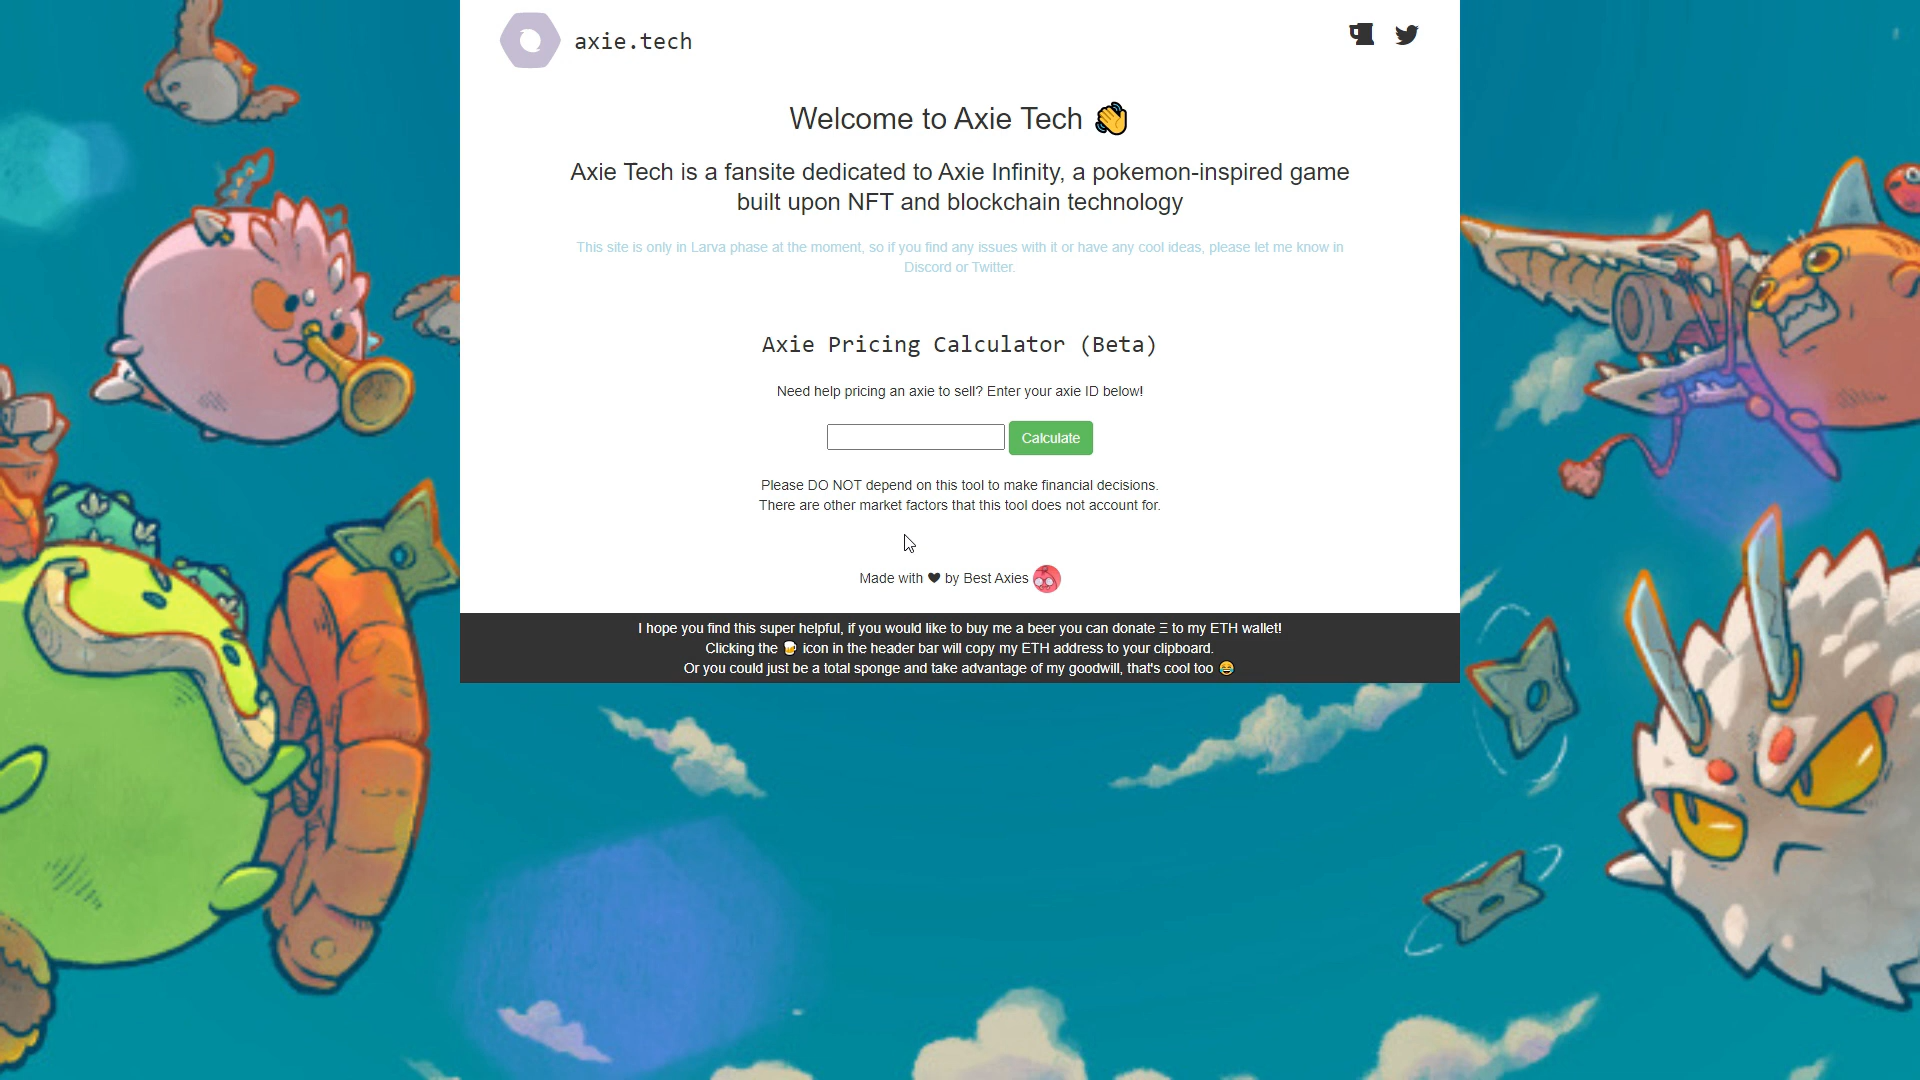 axie.tech
Welcome to Axie Tech 👋
Axie Tech is a fansite dedicated to Axie Infinity, a pokemon-inspired game
built upon NFT and blockchain technology
This site is only in Larva phase at the moment, so if you find any issues with it or have any cool ideas, please let me know in
Discord or Twitter.
Axie Pricing Calculator (Beta)
Need help pricing an axie to sell? Enter your axie ID below!
Calculate
Please DO NOT depend on this tool to make financial decisions.
There are other market factors that this tool does not account for.
Made with ♥ by Best Axies
I hope you find this super helpful, if you would like to buy me a beer you can donate Ξ to my ETH wallet!
Clicking the 🍺 icon in the header bar will copy my ETH address to your clipboard.
Or you could just be a total sponge and take advantage of my goodwill, that's cool too 😂